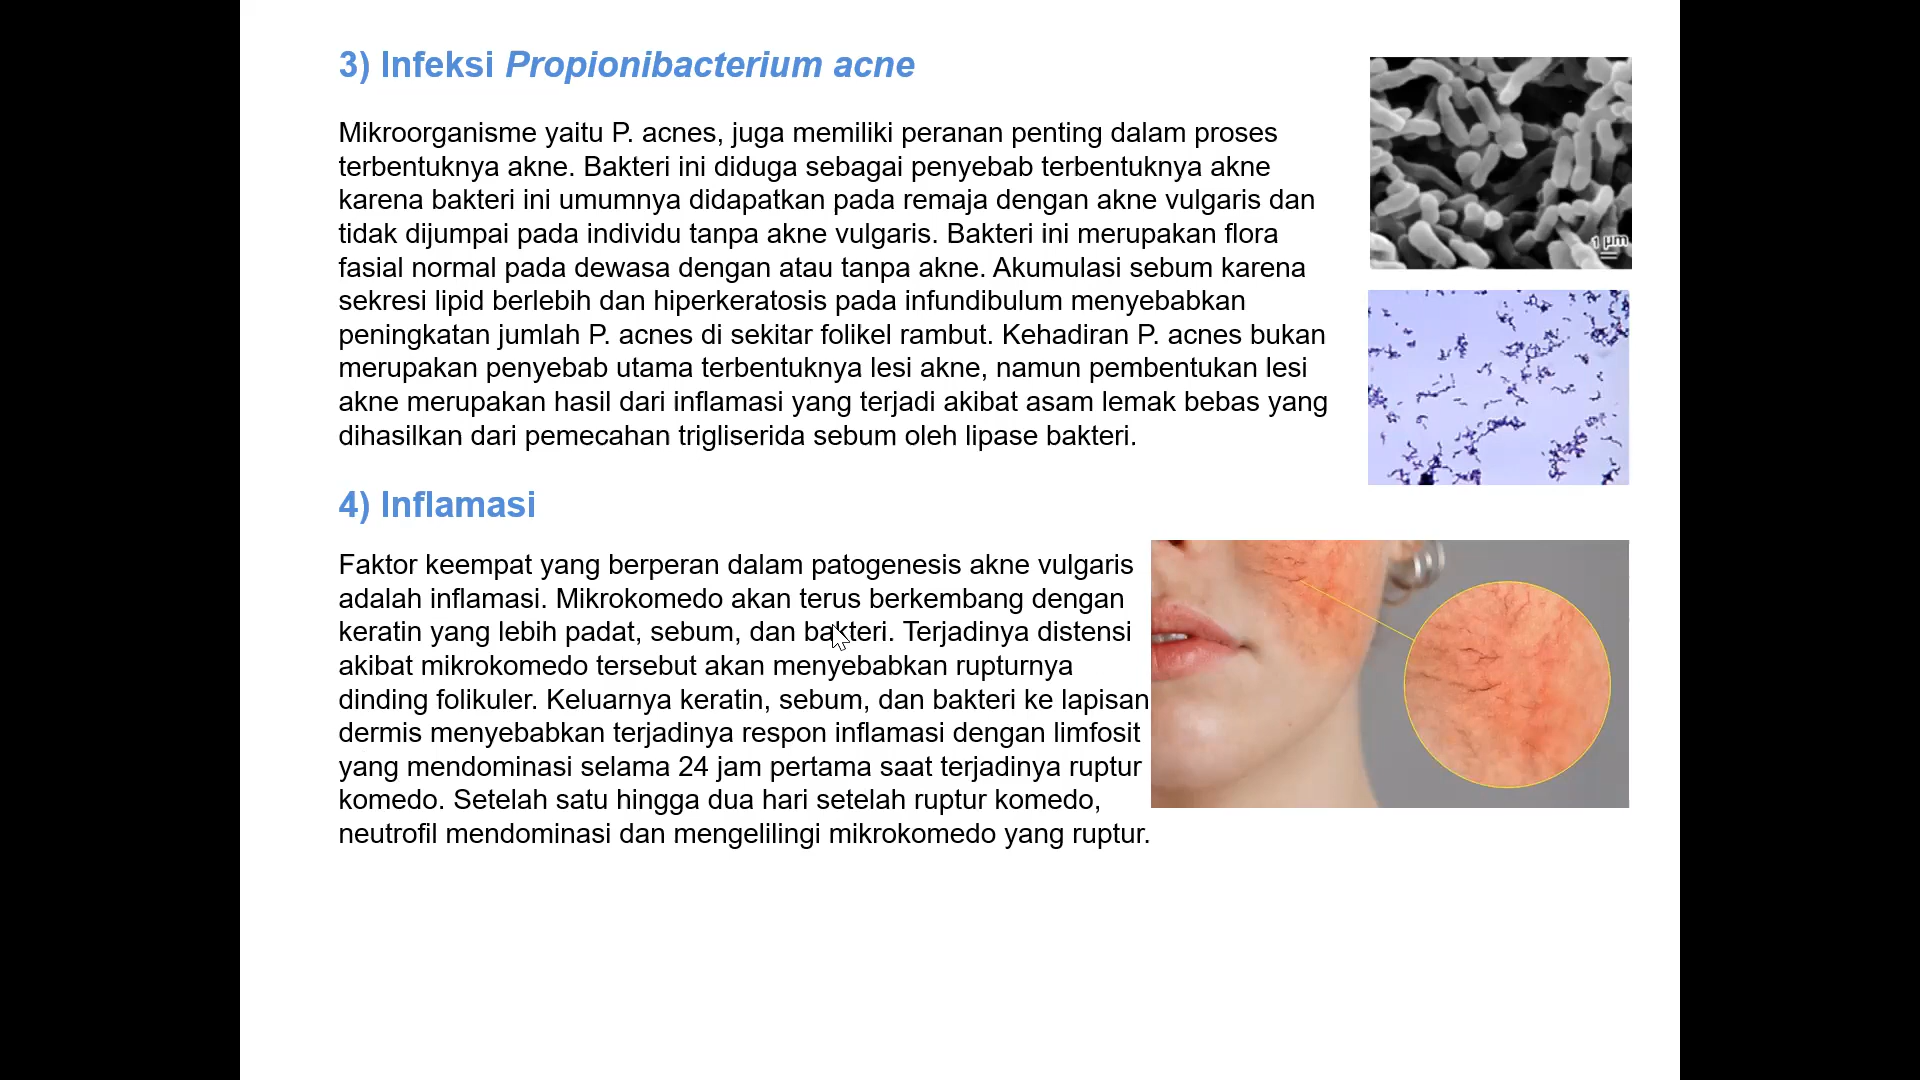 3) Infeksi Propionibacterium acne
Mikroorganisme yaitu P. acnes, juga memiliki peranan penting dalam proses
terbentuknya akne. Bakteri ini diduga sebagai penyebab terbentuknya akne
karena bakteri ini umumnya didapatkan pada remaja dengan akne vulgaris dan
tidak dijumpai pada individu tanpa akne vulgaris. Bakteri ini merupakan flora
fasial normal pada dewasa dengan atau tanpa akne. Akumulasi sebum karena
sekresi lipid berlebih dan hiperkeratosis pada infundibulum menyebabkan
peningkatan jumlah P. acnes di sekitar folikel rambut. Kehadiran P. acnes bukan
merupakan penyebab utama terbentuknya lesi akne, namun pembentukan lesi
akne merupakan hasil dari inflamasi yang terjadi akibat asam lemak bebas yang
dihasilkan dari pemecahan trigliserida sebum oleh lipase bakteri.
1 µm
4) Inflamasi
Faktor keempat yang berperan dalam patogenesis akne vulgaris
adalah inflamasi. Mikrokomedo akan terus berkembang dengan
keratin yang lebih padat, sebum, dan bakteri. Terjadinya distensi
akibat mikrokomedo tersebut akan menyebabkan rupturnya
dinding folikuler. Keluarnya keratin, sebum, dan bakteri ke lapisan
dermis menyebabkan terjadinya respon inflamasi dengan limfosit
yang mendominasi selama 24 jam pertama saat terjadinya ruptur
komedo. Setelah satu hingga dua hari setelah ruptur komedo,
neutrofil mendominasi dan mengelilingi mikrokomedo yang ruptur.